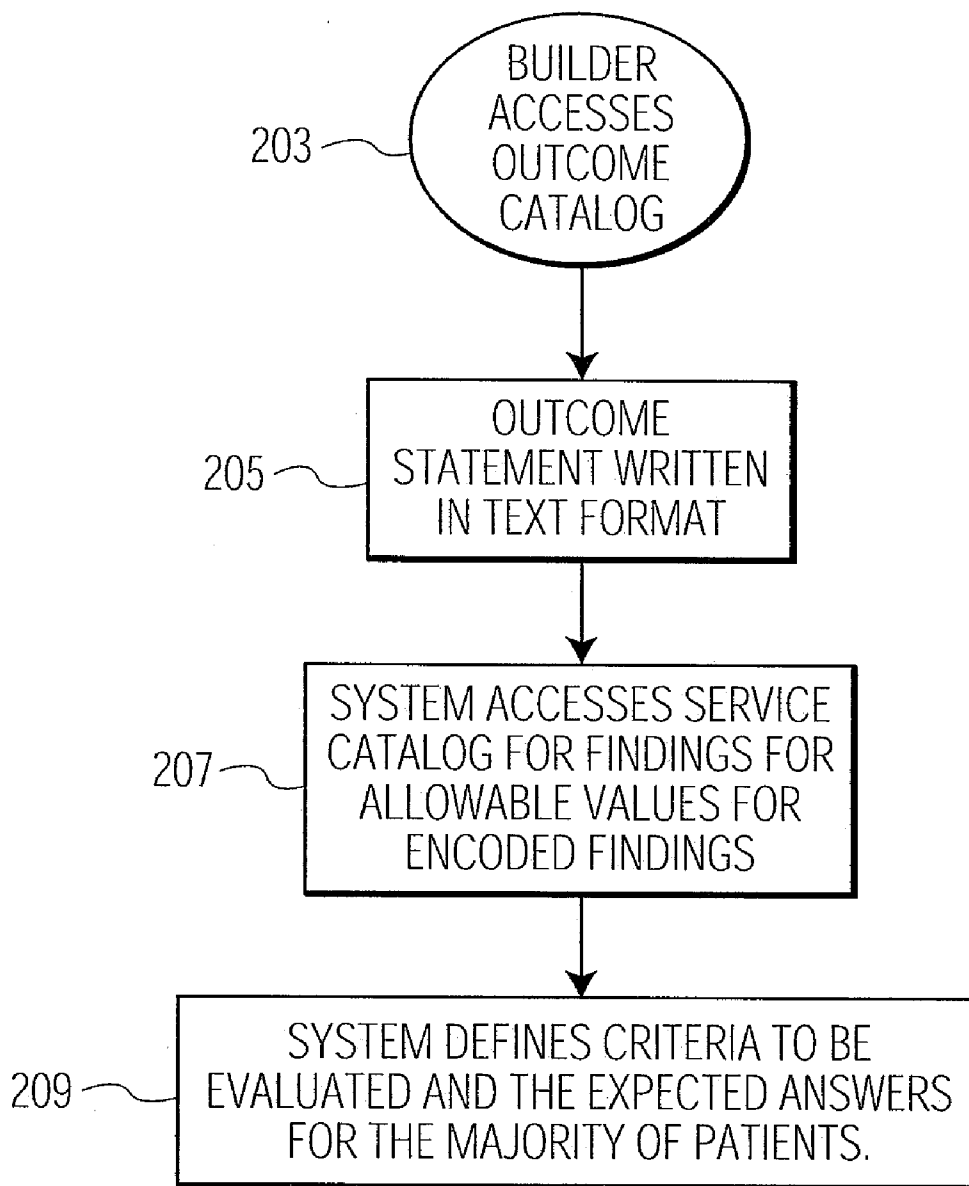 BUILDER
ACCESSES
OUTCOME
CATALOG
203
OUTCOME
STATEMENT WRITTEN
IN TEXT FORMAT
205
SYSTEM ACCESSES SERVICE
CATALOG FOR FINDINGS FOR
ALLOWABLE VALUES FOR
ENCODED FINDINGS
207
SYSTEM DEFINES CRITERIA TO BE
EVALUATED AND THE EXPECTED ANSWERS
FOR THE MAJORITY OF PATIENTS.
209